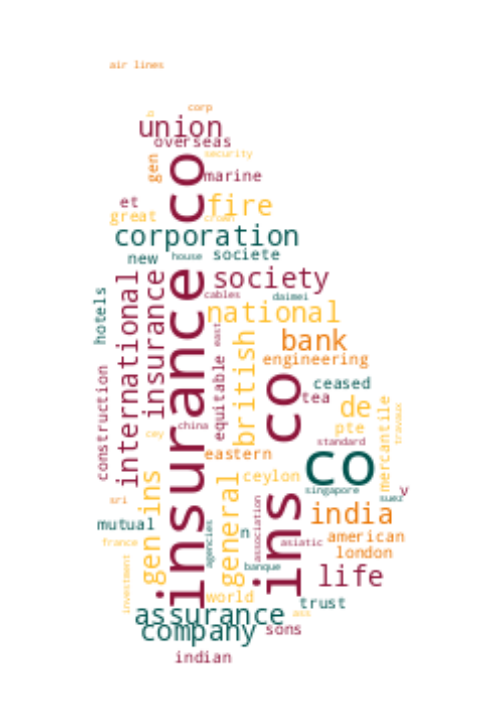 air lines
corp
o
union
overseas
security
gen
marine
et
great
fire
crown
corporation
new
house
societe
insurance co
society
hotels
cables
daimei
international
insurance
national
east
british
bank
engineering
construction
equitable
ins co
ceased
tea
de
mercantile
travaux
china
cey
pte
standard
eastern
co
gen ins
general
ceylon
singapore
suez
v
sri
india
mutual
agencies
n
association
american
france
asiatic
london
banque
life
investment
world
trust
assurance
ass
company
sons
indian